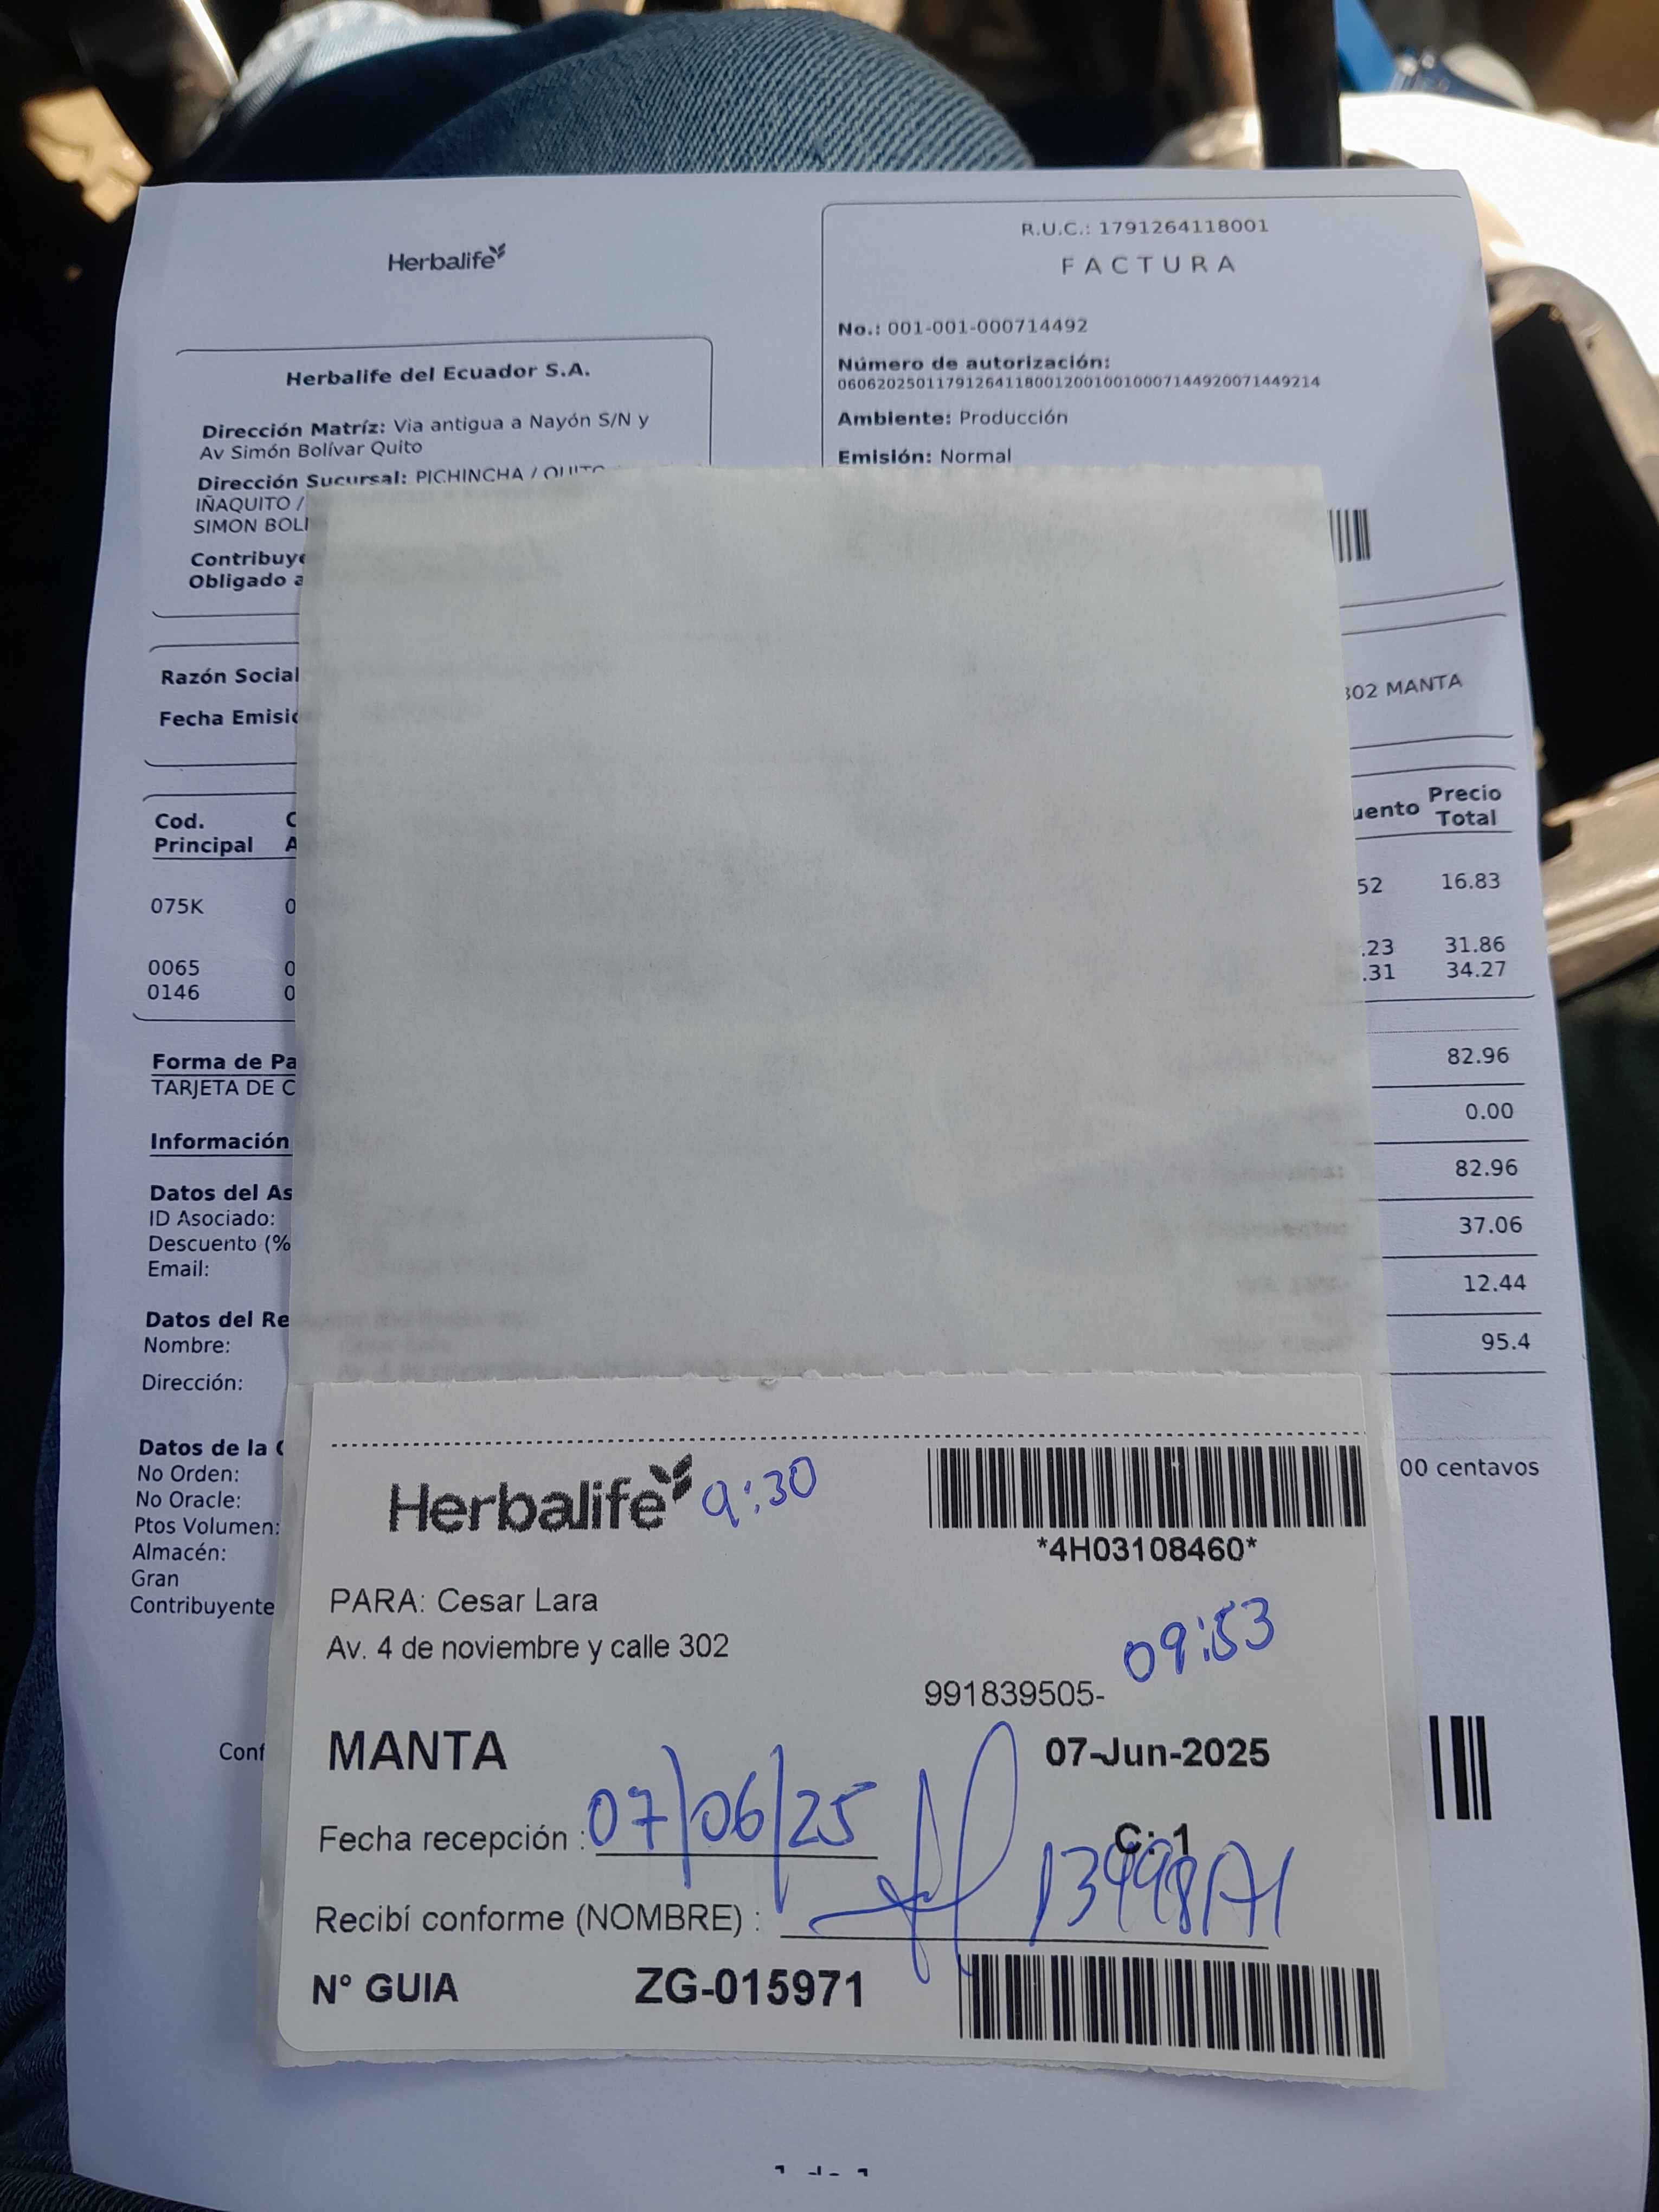 Herbalife
R.U.C.: 1791264118001
FACTURA
No.: 001-001-000714492
Número de autorización:
0606202501179126411800120010010007144920071449214
Ambiente: Producción
Emisión: Normal
Herbalife del Ecuador S.A.
Dirección Matríz: Via antigua a Nayón S/N y
Av Simón Bolívar Quito
Dirección Sucursal: PICHINCHA / QUITO
IÑAQUITO /
SIMON BOLI
Contribuye
Obligado a
Razón Social
302 MANTA
Fecha Emisió
Cod.
Principal
uento
Precio
Total
075K 0 52 16.83
0065 0 .23 31.86
0146 0 .31 34.27
Forma de Pa 82.96
TARJETA DE C
0.00
Información
82.96
Datos del As
ID Asociado: 37.06
Descuento (%
Email: 12.44
Datos del Re
Nombre: 95.4
Dirección:
Datos de la
No Orden: 00 centavos
No Oracle:
Ptos Volumen:
Almacén:
Gran
Contribuyente
Conf
Herbalife 9:30
*4H03108460*
PARA: Cesar Lara
Av. 4 de noviembre y calle 302
09:53
991839505-
MANTA 07-Jun-2025
Fecha recepción : 07/06/25
C: 1
Recibí conforme (NOMBRE) :
N° GUIA ZG-015971